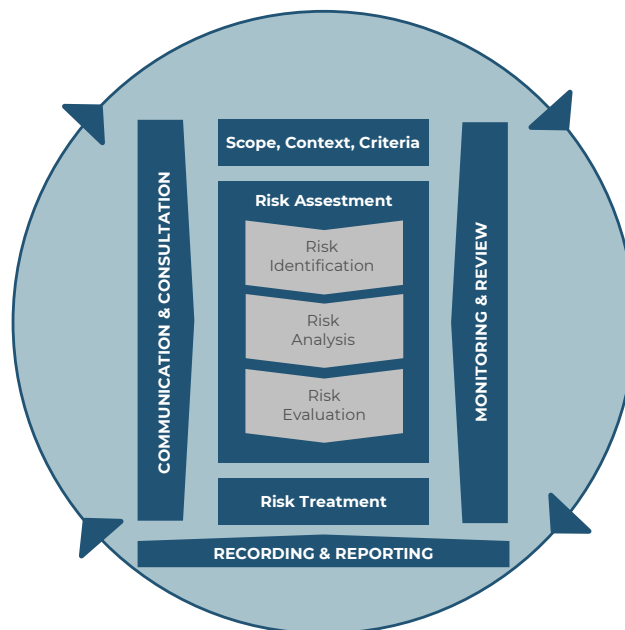 Scope, Context, Criteria
Risk Assestment
Risk
Identification
Risk
Analysis
Risk
Evaluation
Risk Treatment
COMMUNICATION & CONSULTATION
MONITORING & REVIEW
RECORDING & REPORTING